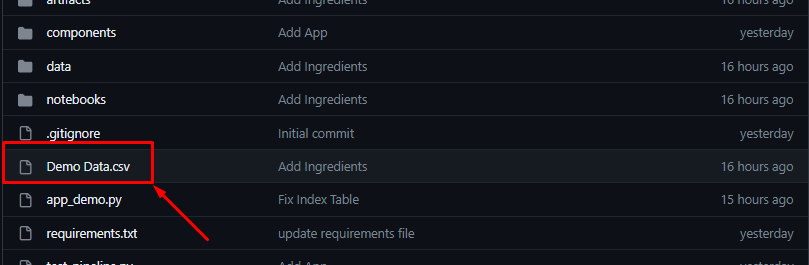 artifacts Add Ingredients 16 hours ago
components Add App yesterday
data Add Ingredients 16 hours ago
notebooks Add Ingredients 16 hours ago
.gitignore Initial commit yesterday
Demo Data.csv Add Ingredients 16 hours ago
app_demo.py Fix Index Table 15 hours ago
requirements.txt update requirements file yesterday
test_pipeline.py Add App yesterday